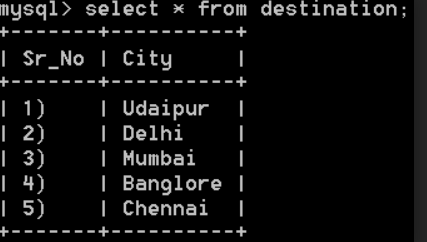 mysql> select * from destination;
+-------+----------+
| Sr_No | City     |
+-------+----------+
| 1)    | Udaipur  |
| 2)    | Delhi    |
| 3)    | Mumbai   |
| 4)    | Banglore |
| 5)    | Chennai  |
+-------+----------+